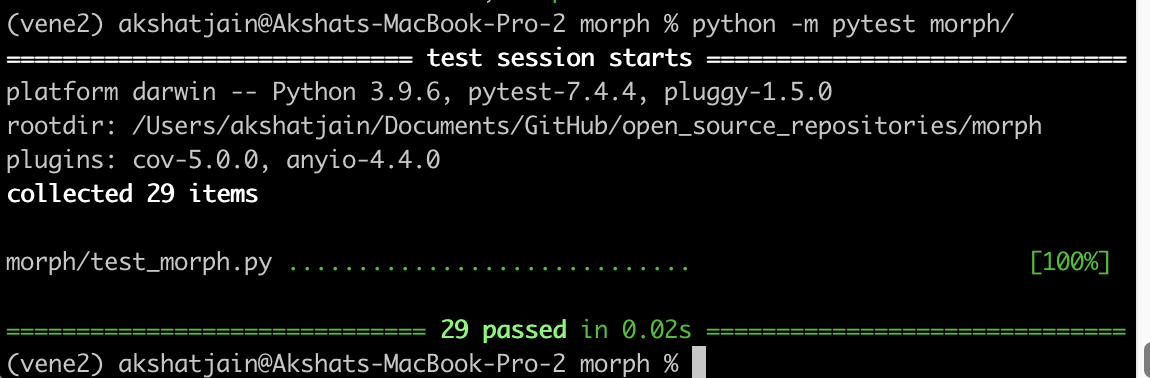 (vene2) akshatjain@Akshats-MacBook-Pro-2 morph % python -m pytest morph/
============================== test session starts ===============================
platform darwin -- Python 3.9.6, pytest-7.4.4, pluggy-1.5.0
rootdir: /Users/akshatjain/Documents/GitHub/open_source_repositories/morph
plugins: cov-5.0.0, anyio-4.4.0
collected 29 items
morph/test_morph.py ............................. [100%]
=============================== 29 passed in 0.02s ===============================
(vene2) akshatjain@Akshats-MacBook-Pro-2 morph %